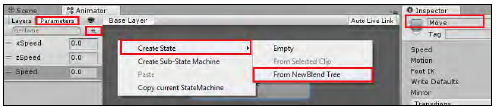 Scene Animator Inspector
Layers Parameters Base Layer Auto Live Link Move
Name Tag
xSpeed 0.0 Create State Empty Speed
zSpeed 0.0 Create Sub-State Machine From Selected Clip Motion
Speed 0.0 Paste From NewBlend Tree Foot IK
Copy current StateMachine Write Defaults
Mirror
Transitions